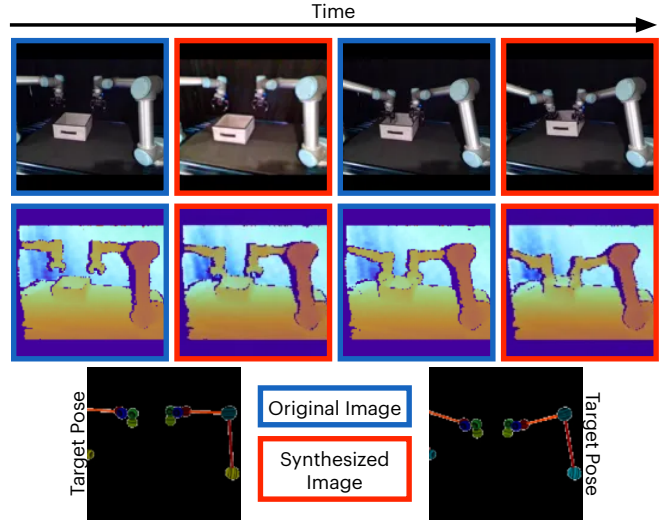 Time
Target Pose
Original Image
Synthesized
Image
Target Pose